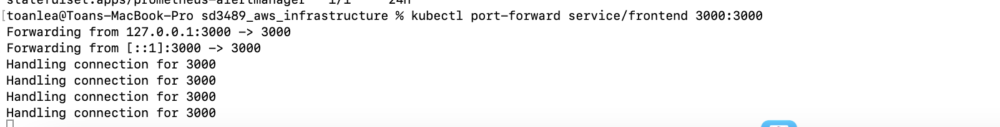 statefulset.apps/prometheus-alertmanager 1/1 24h
[toanlea@Toans-MacBook-Pro sd3489_aws_infrastructure % kubectl port-forward service/frontend 3000:3000
Forwarding from 127.0.0.1:3000 -> 3000
Forwarding from [::1]:3000 -> 3000
Handling connection for 3000
Handling connection for 3000
Handling connection for 3000
Handling connection for 3000